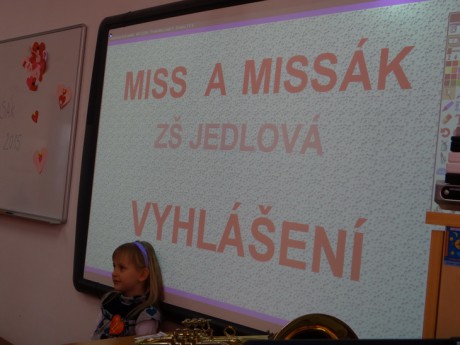 MISS A MISSÁK
ZŠ JEDLOVÁ
VYHLÁŠENÍ